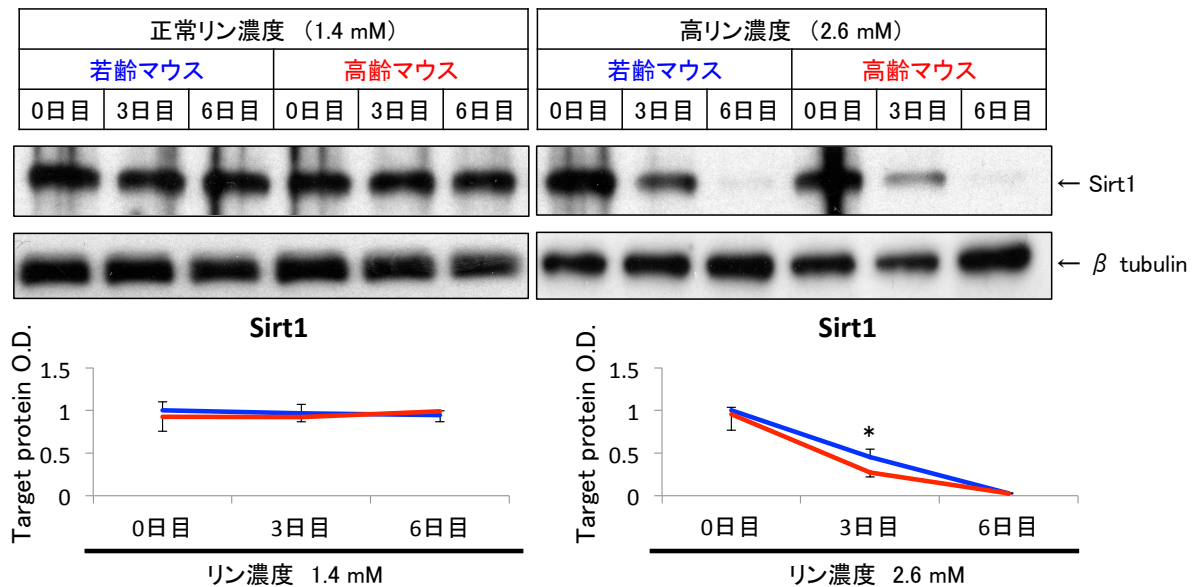 正常リン濃度 (1.4 mM)
若齢マウス 高齢マウス
0日目 3日目 6日目 0日目 3日目 6日目
高リン濃度 (2.6 mM)
若齢マウス 高齢マウス
0日目 3日目 6日目 0日目 3日目 6日目
← Sirt1
← β tubulin
Sirt1
Target protein O.D.
1.5
1
0.5
0
0日目 3日目 6日目
リン濃度 1.4 mM
Sirt1
Target protein O.D.
1.5
1
0.5
0
*
0日目 3日目 6日目
リン濃度 2.6 mM